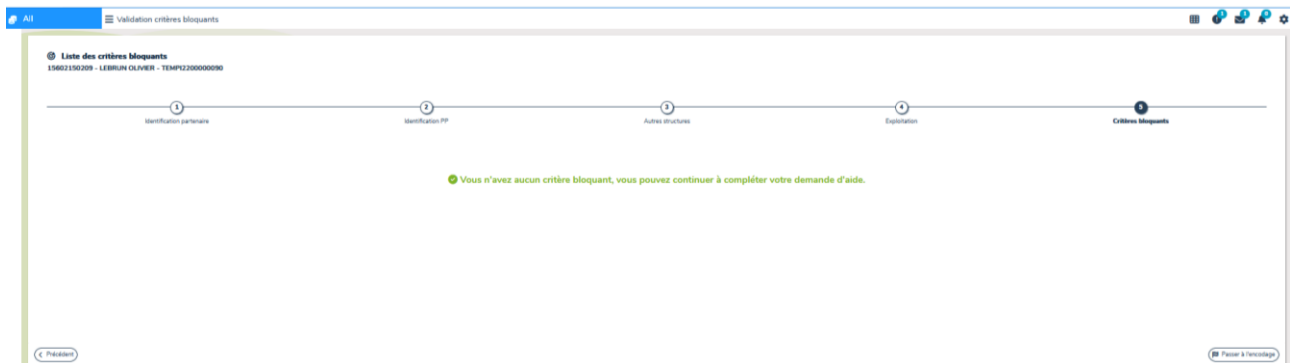 All
Validation critères bloquants
Liste des critères bloquants
15602150209 - LEBRUN OLIVIER - TEMPI2200000090
1 2 3 4 5
Identification partenaire Identification PP Autres structures Exploitation Critères bloquants
Vous n'avez aucun critère bloquant, vous pouvez continuer à compléter votre demande d'aide.
Précédent
Passer à l'encodage